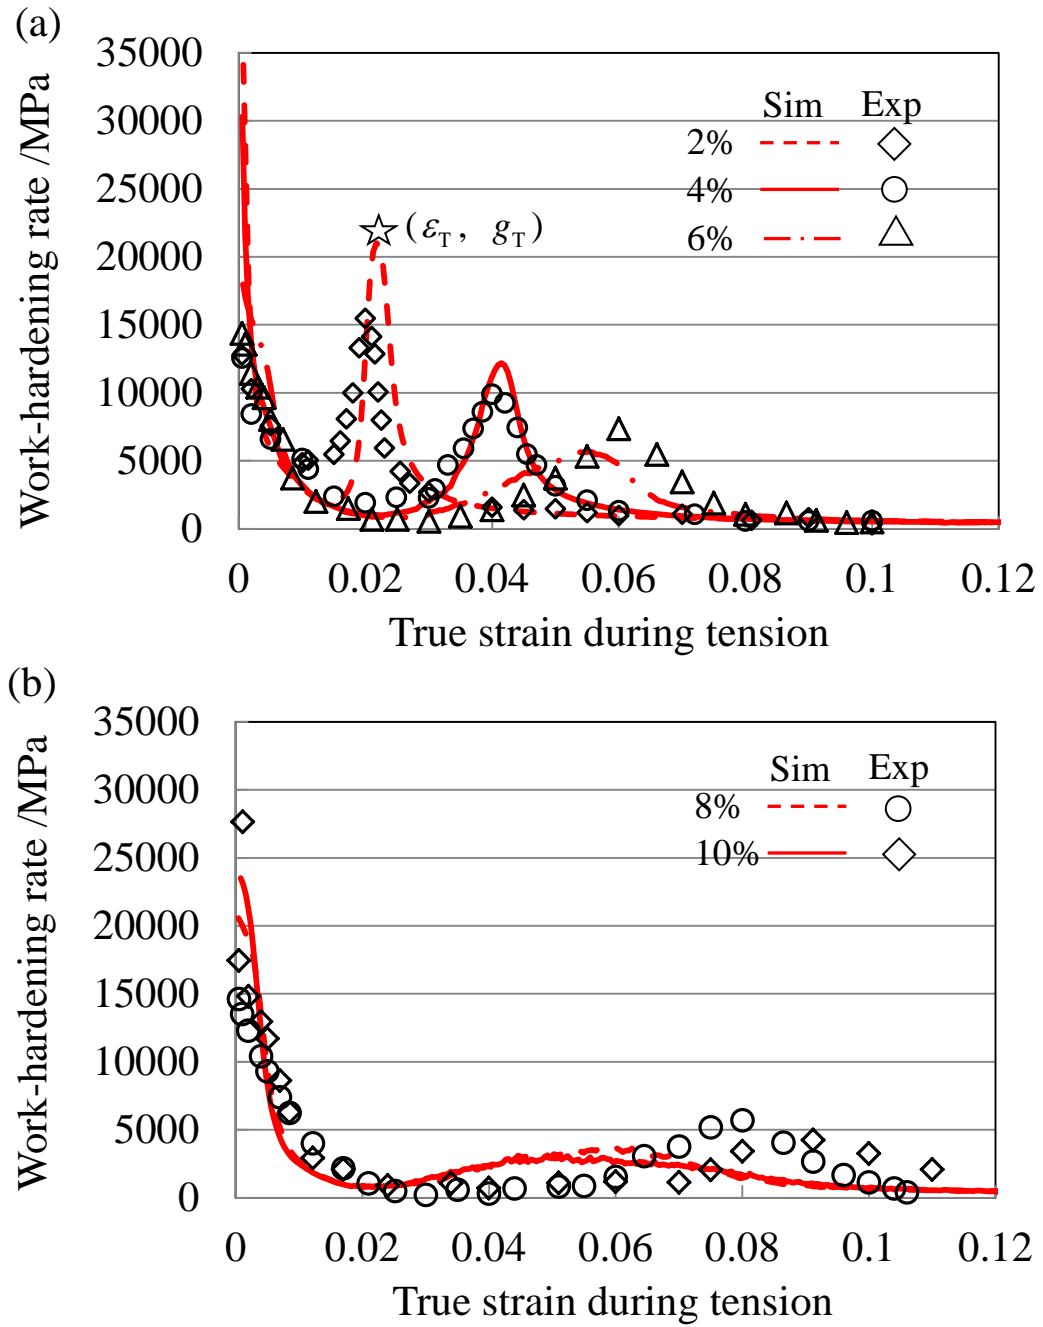 (a)
35000
30000
25000
20000
15000
10000
5000
0
Work-hardening rate /MPa
Sim Exp
2%
4%
6%
(εT, gT)
0 0.02 0.04 0.06 0.08 0.1 0.12
True strain during tension
(b)
35000
30000
25000
20000
15000
10000
5000
0
Work-hardening rate /MPa
Sim Exp
8%
10%
0 0.02 0.04 0.06 0.08 0.1 0.12
True strain during tension